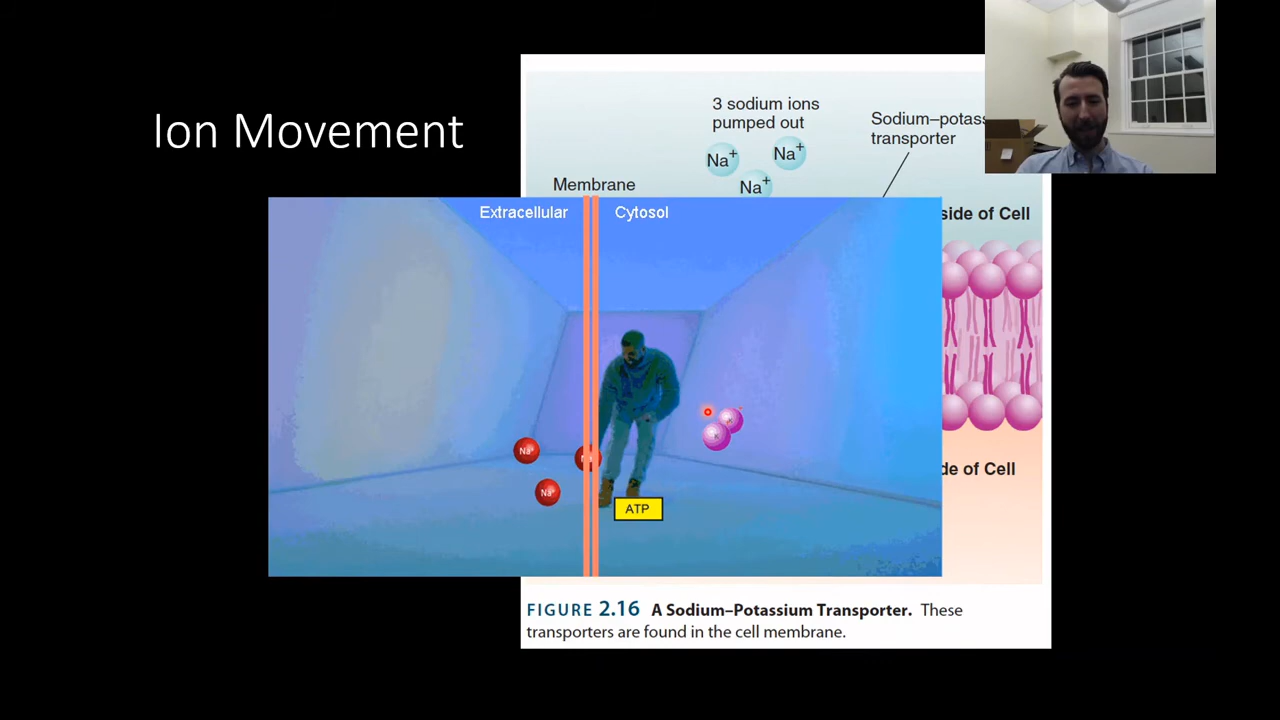 Ion Movement
3 sodium ions
pumped out
Sodium–potass
transporter
Na+
Na+
Na+
Membrane
Extracellular
Cytosol
side of Cell
Na+
Na+
ATP
de of Cell
FIGURE 2.16 A Sodium–Potassium Transporter. These
transporters are found in the cell membrane.